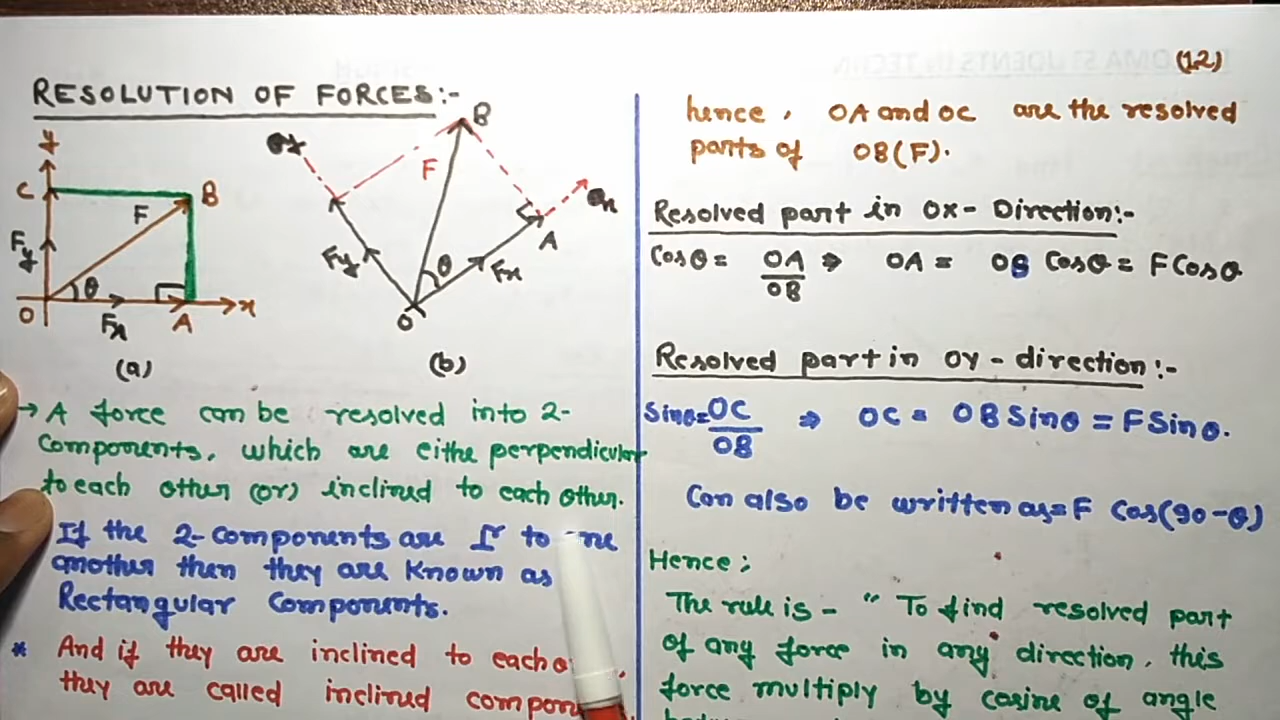 (12)
RESOLUTION OF FORCES:-
y
C
B
F
Fy
θ
O
Fx
A
x
(a)
B
F
A
Fy
θ
Fx
O
(b)
→ A force can be resolved into 2-
Components, which are eithe perpendicular
to each other (or) inclined to each other.
If the 2-components are to one
another then they are known as
Rectangular Components.
* And if they are inclined to each
they are called inclined
hence, OA and OC are the resolved
parts of OB(F).
Resolved part in OX- Direction:-
Cosθ = OA/OB ⇒ OA = OB Cosθ = F Cosθ
Resolved part in OY - direction:-
Sinθ = OC/OB ⇒ OC = OB Sinθ = F Sinθ.
Can also be written as = F Cos(90-θ)
Hence;
The rule is - " To find resolved part
of any force in any direction, this
force multiply by cosine of angle